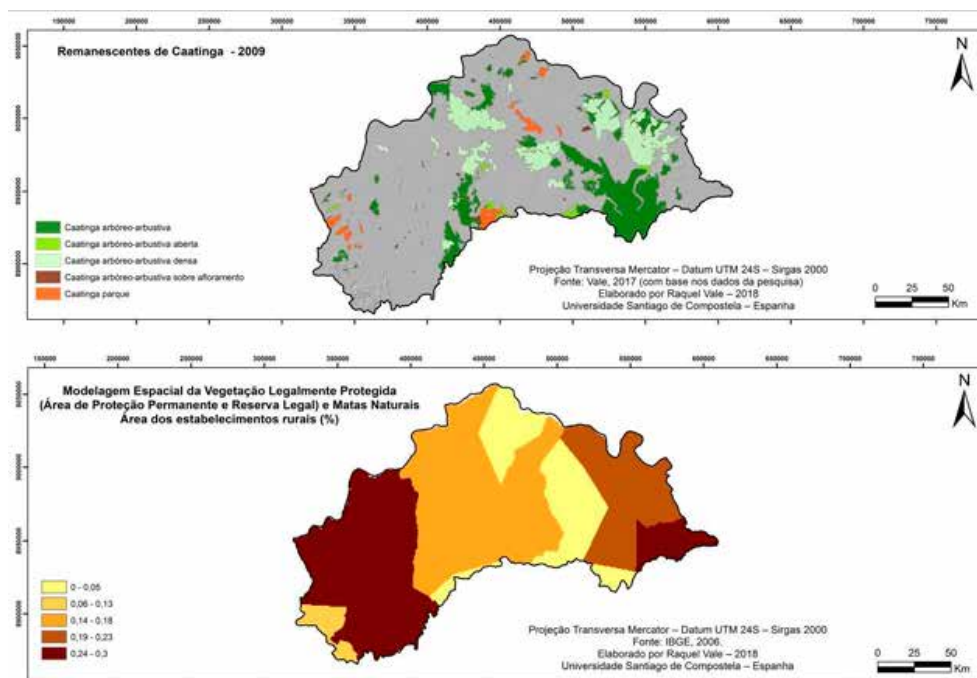 Remanescentes de Caatinga - 2009
N
Caatinga arbóreo-arbustiva
Caatinga arbóreo-arbustiva aberta
Caatinga arbóreo-arbustiva densa
Caatinga arbóreo-arbustiva sobre afloramento
Caatinga parque
Projeção Transversa Mercator – Datum UTM 24S – Sirgas 2000
Fonte: Vale, 2017 (com base nos dados da pesquisa)
Elaborado por Raquel Vale – 2018
Universidade Santiago de Compostela – Espanha
0 25 50
Km
Modelagem Espacial da Vegetação Legalmente Protegida
(Área de Proteção Permanente e Reserva Legal) e Matas Naturais
Área dos estabelecimentos rurais (%)
N
0 - 0,05
0,06 - 0,13
0,14 - 0,18
0,19 - 0,23
0,24 - 0,3
Projeção Transversa Mercator – Datum UTM 24S – Sirgas 2000
Fonte: IBGE, 2006.
Elaborado por Raquel Vale – 2018
Universidade Santiago de Compostela – Espanha
0 25 50
Km